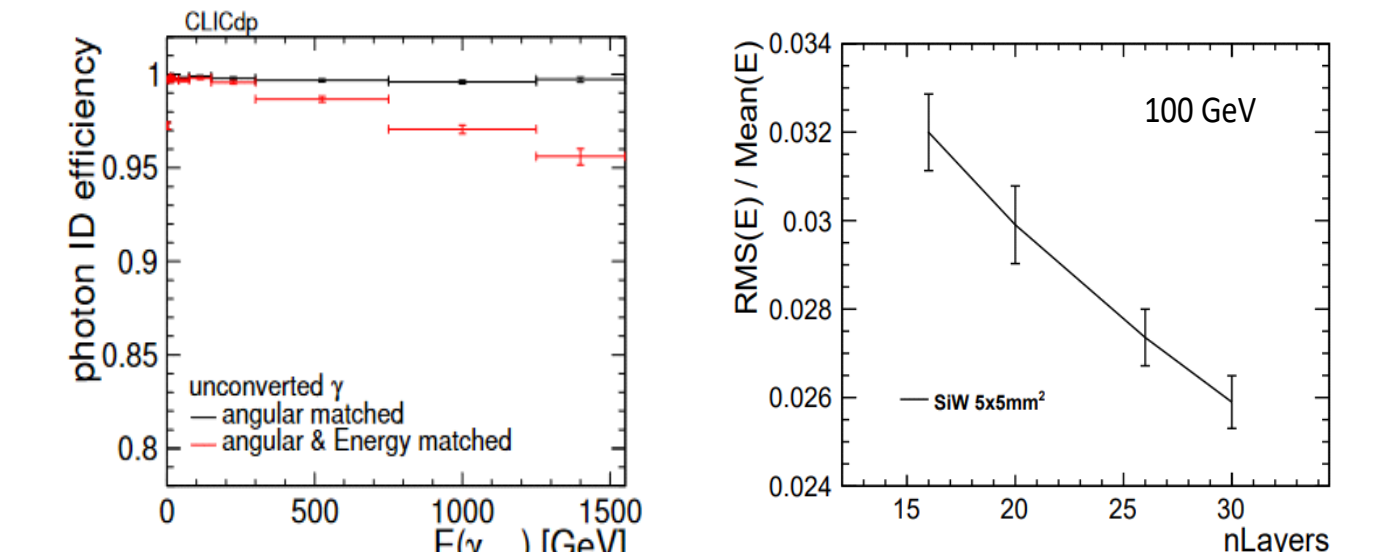 CLICdp
photon ID efficiency
1
0.95
0.9
0.85
0.8
unconverted γ
angular matched
angular & Energy matched
0 500 1000 1500
E(γ ) [GeV]
RMS(E) / Mean(E)
0.034
0.032
0.03
0.028
0.026
0.024
100 GeV
SiW 5x5mm²
15 20 25 30
nLayers